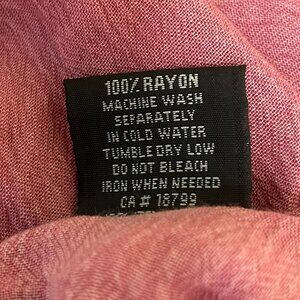 100% RAYON
MACHINE WASH
SEPARATELY
IN COLD WATER
TUMBLE DRY LOW
DO NOT BLEACH
IRON WHEN NEEDED
CA # 18799